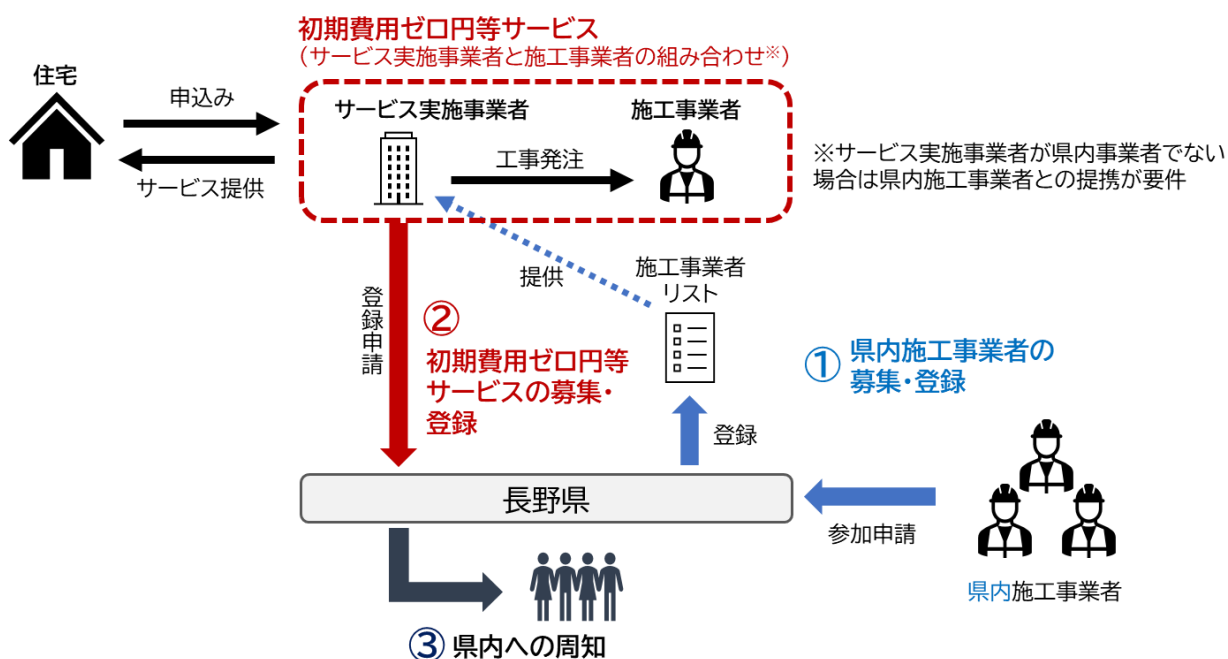 初期費用ゼロ円等サービス
（サービス実施事業者と施工事業者の組み合わせ※）
住宅
申込み
サービス提供
サービス実施事業者
施工事業者
工事発注
※サービス実施事業者が県内事業者でない
場合は県内施工事業者との提携が要件
提供
施工事業者
リスト
登録申請
②
初期費用ゼロ円等
サービスの募集・
登録
① 県内施工事業者の
募集・登録
登録
長野県
参加申請
県内施工事業者
③ 県内への周知